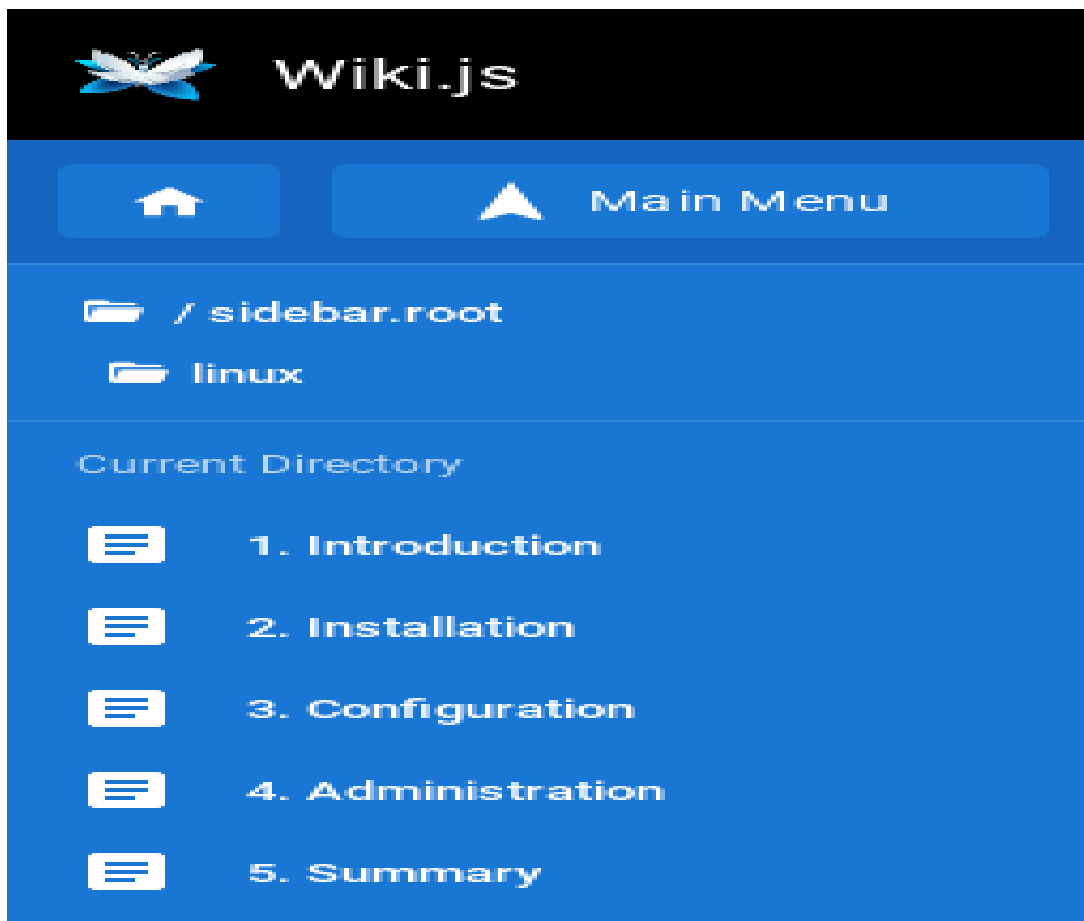 Wiki.js
Main Menu
/ sidebar.root
linux
Current Directory
1. Introduction
2. Installation
3. Configuration
4. Administration
5. Summary